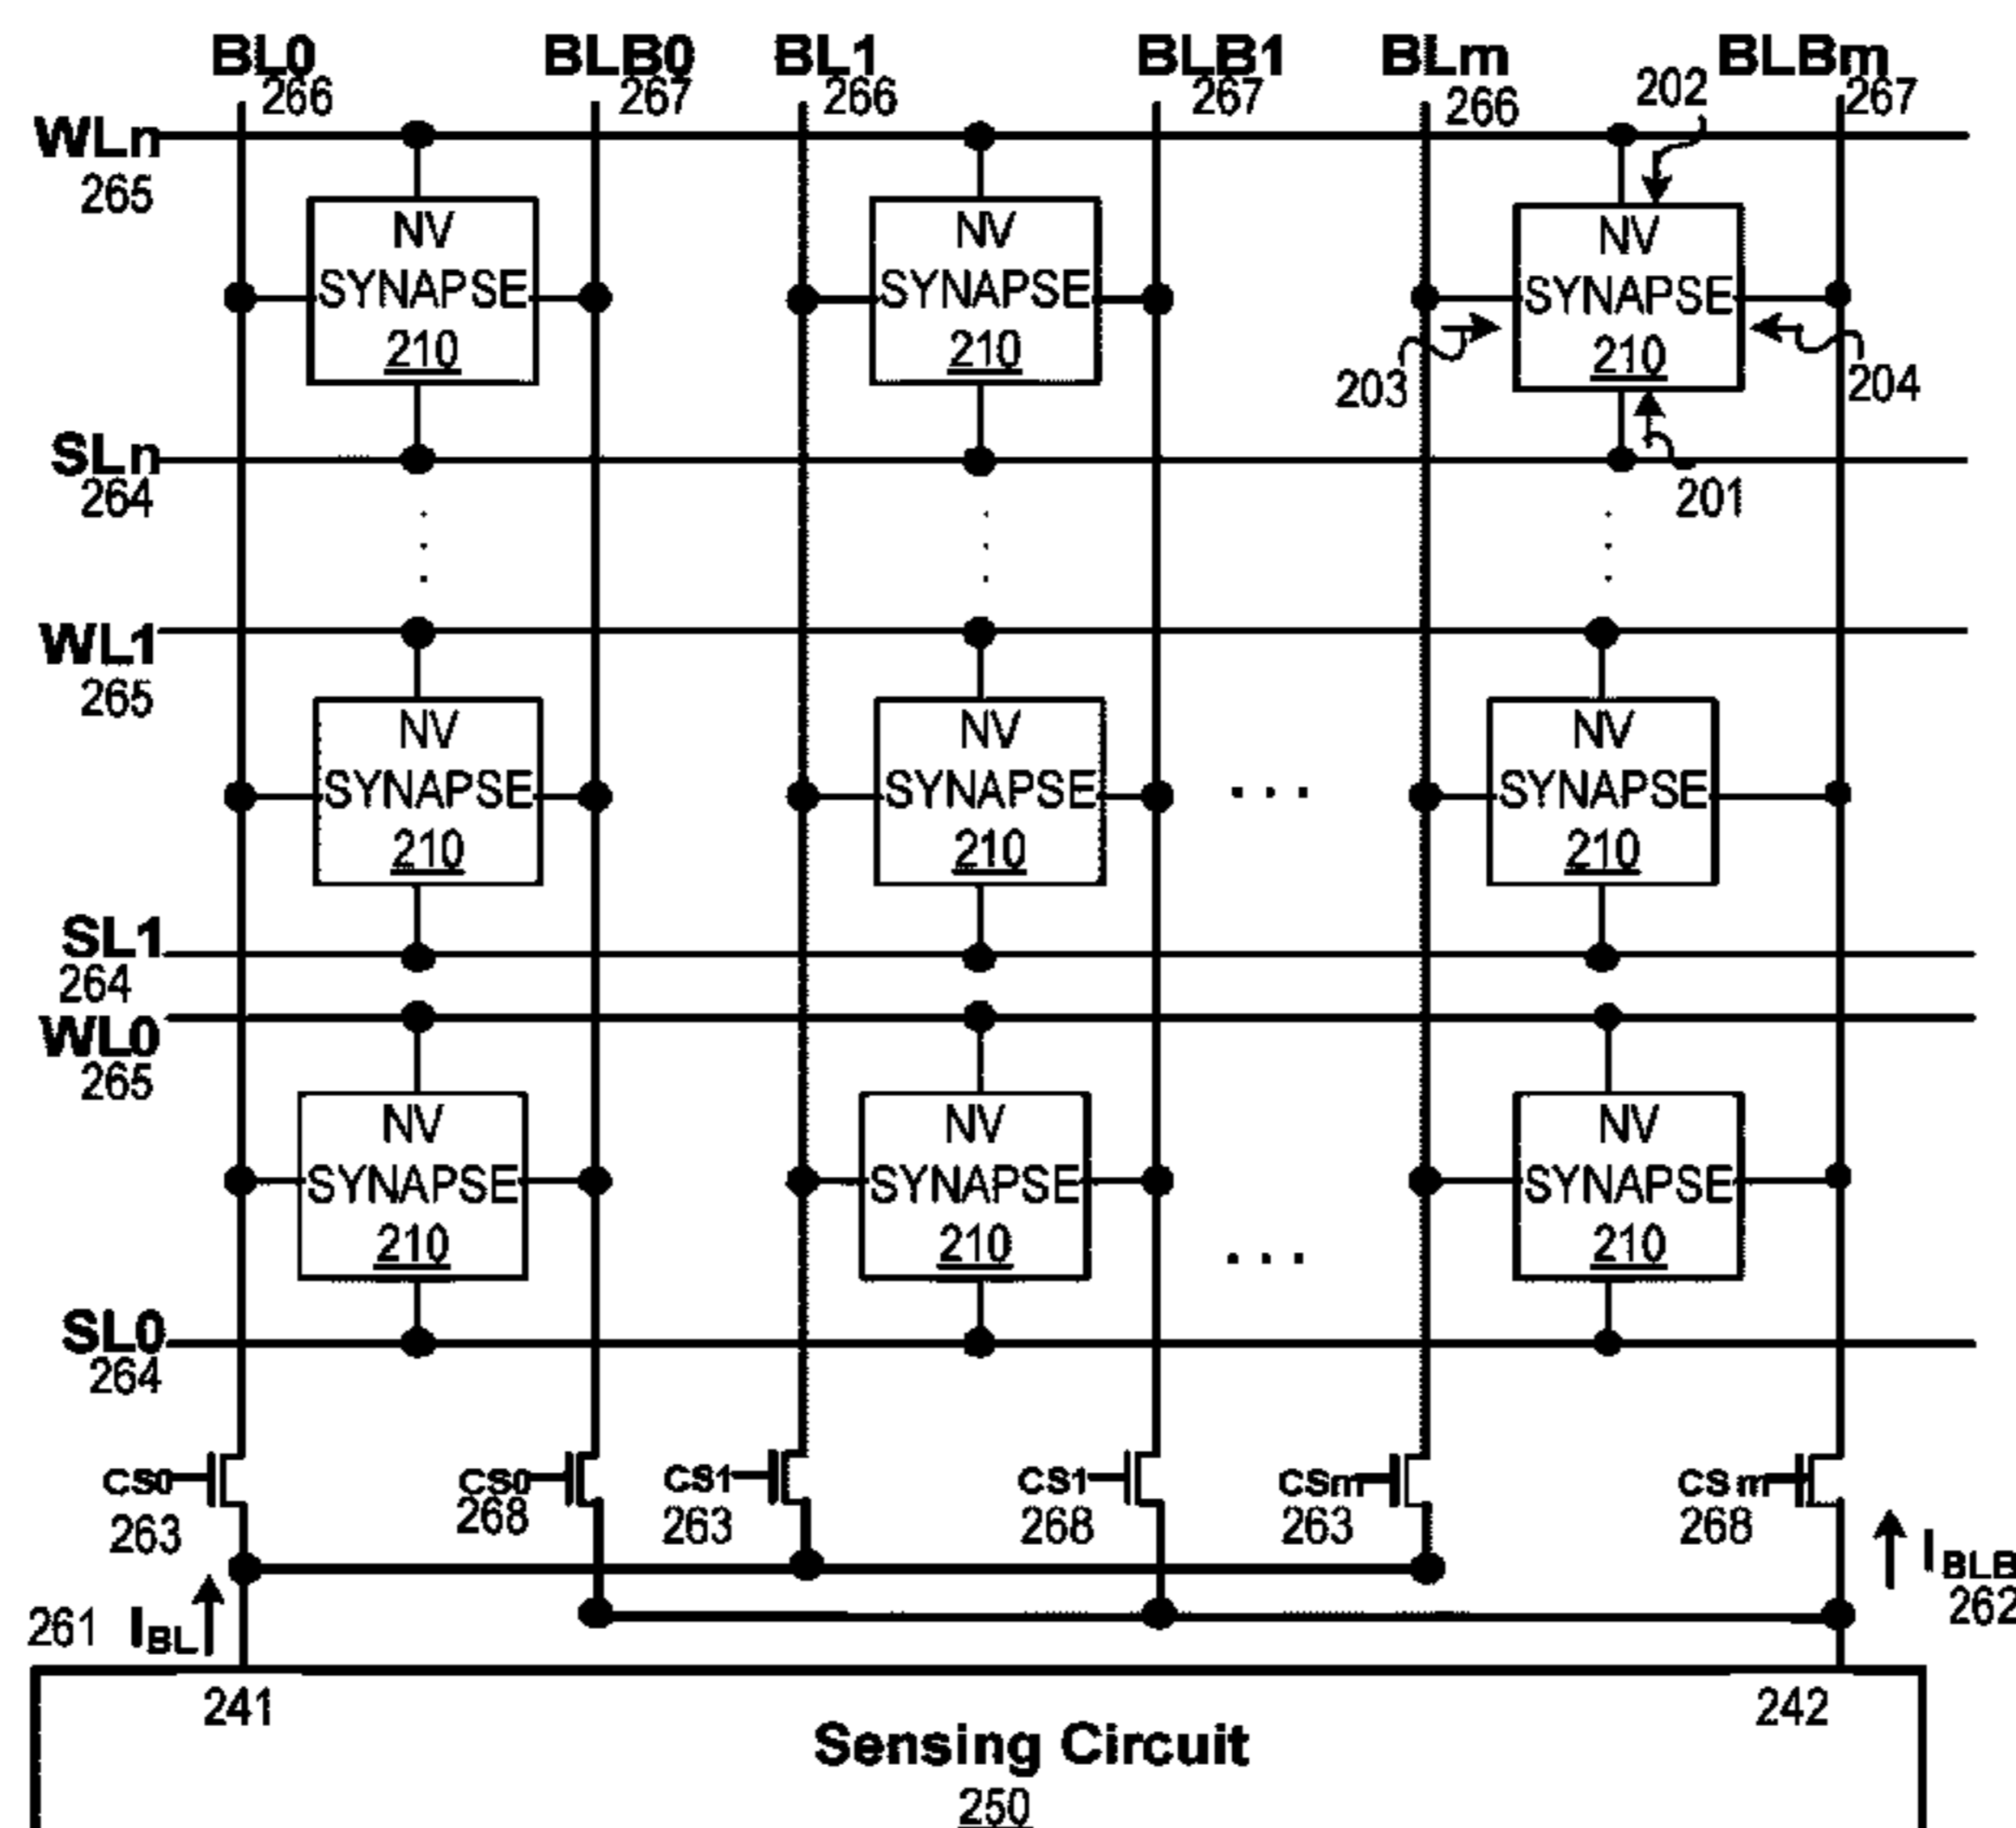 BL0 BLB0 BL1 BLB1 BLm BLBm
266 267 266 267 266 202 267
WLn
265
NV NV NV
SYNAPSE SYNAPSE SYNAPSE
210 210 210
203 204
SLn
264
201
WL1
265
NV NV NV
SYNAPSE SYNAPSE SYNAPSE
210 210 210
SL1
264
WL0
265
NV NV NV
SYNAPSE SYNAPSE SYNAPSE
210 210 210
SL0
264
CS0 CS0 CS1 CS1 CSm CSm
263 268 263 268 263 268
261 IBL
IBLB
262
241 242
Sensing Circuit
250